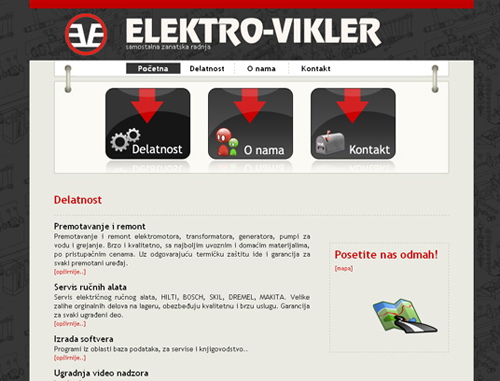 ELEKTRO-VIKLER
samostalna zanatska radnja
Početna Delatnost O nama Kontakt
Delatnost O nama Kontakt
Delatnost
Premotavanje i remont
Premotavanje i remont elektromotora, transformatora, generatora, pumpi za
vodu i grejanje. Brzo i kvalitetno, sa najboljim uvoznim i domaćim materijalima,
po pristupačnim cenama. Uz odgovarajuću termičku zaštitu ide i garancija za
svaki premotani uređaj.
[opširnije..]
Posetite nas odmah!
[mapa]
Servis ručnih alata
Servis električnog ručnog alata, HILTI, BOSCH, SKIL, DREMEL, MAKITA. Velike
zalihe orginalnih delova na lageru, obezbeđuju kvalitetnu i brzu uslugu. Garancija
za svaki ugrađeni deo.
[opširnije..]
Izrada softvera
Programi iz oblasti baza podataka, za servise i knjigovodstvo..
[opširnije..]
Ugradnja video nadzora